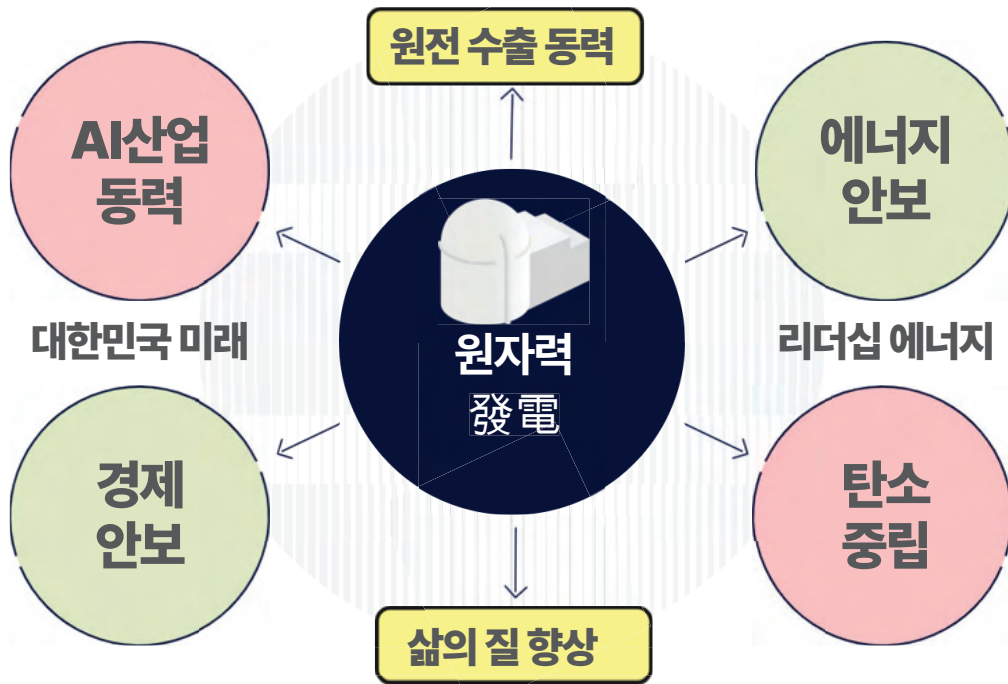 원전 수출 동력
AI산업
동력
에너지
안보
원자력
發電
대한민국 미래
리더십 에너지
경제
안보
탄소
중립
삶의 질 향상